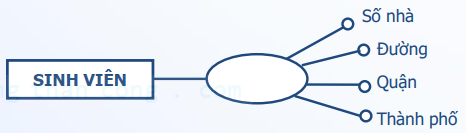 Số nhà
Đường
SINH VIÊN
Quận
Thành phố